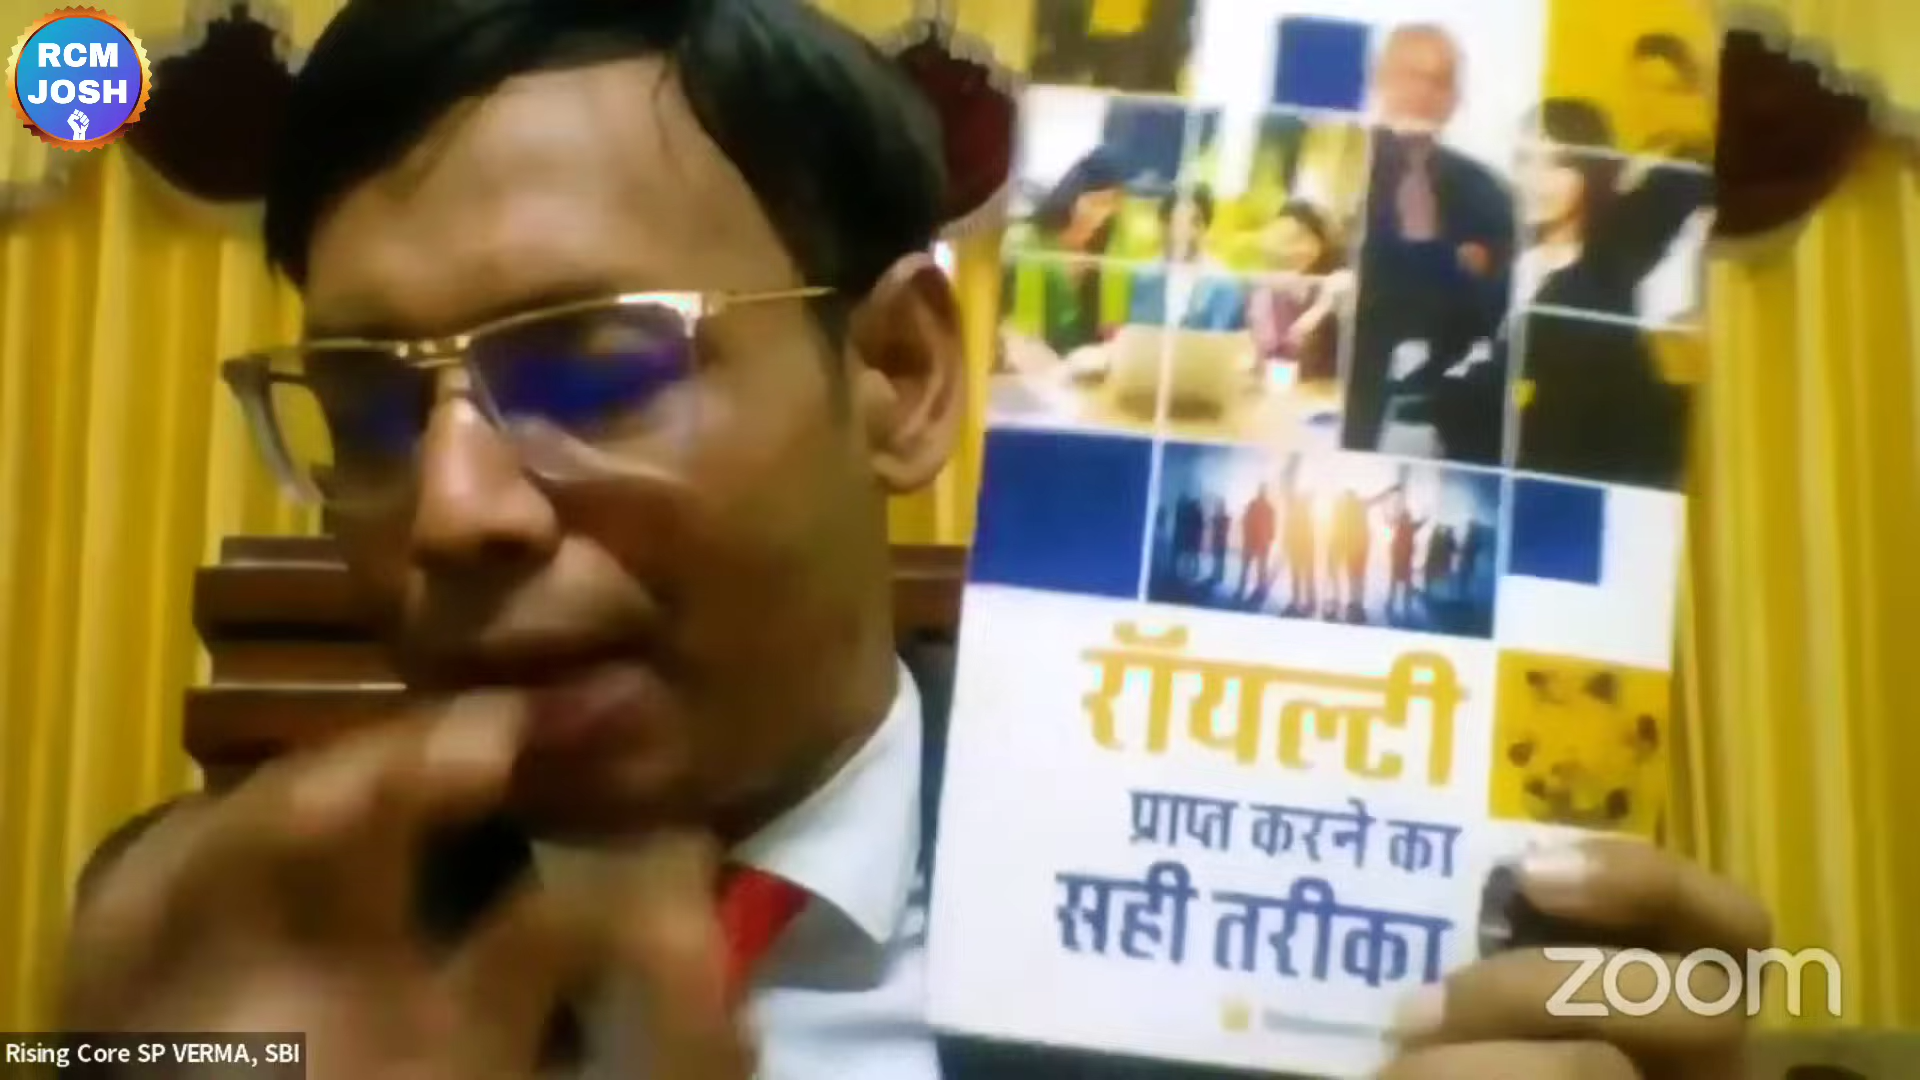 RCM
JOSH
रॉयल्टी
प्राप्त करने का
सही तरीका
zoom
Rising Core SP VERMA, SBI